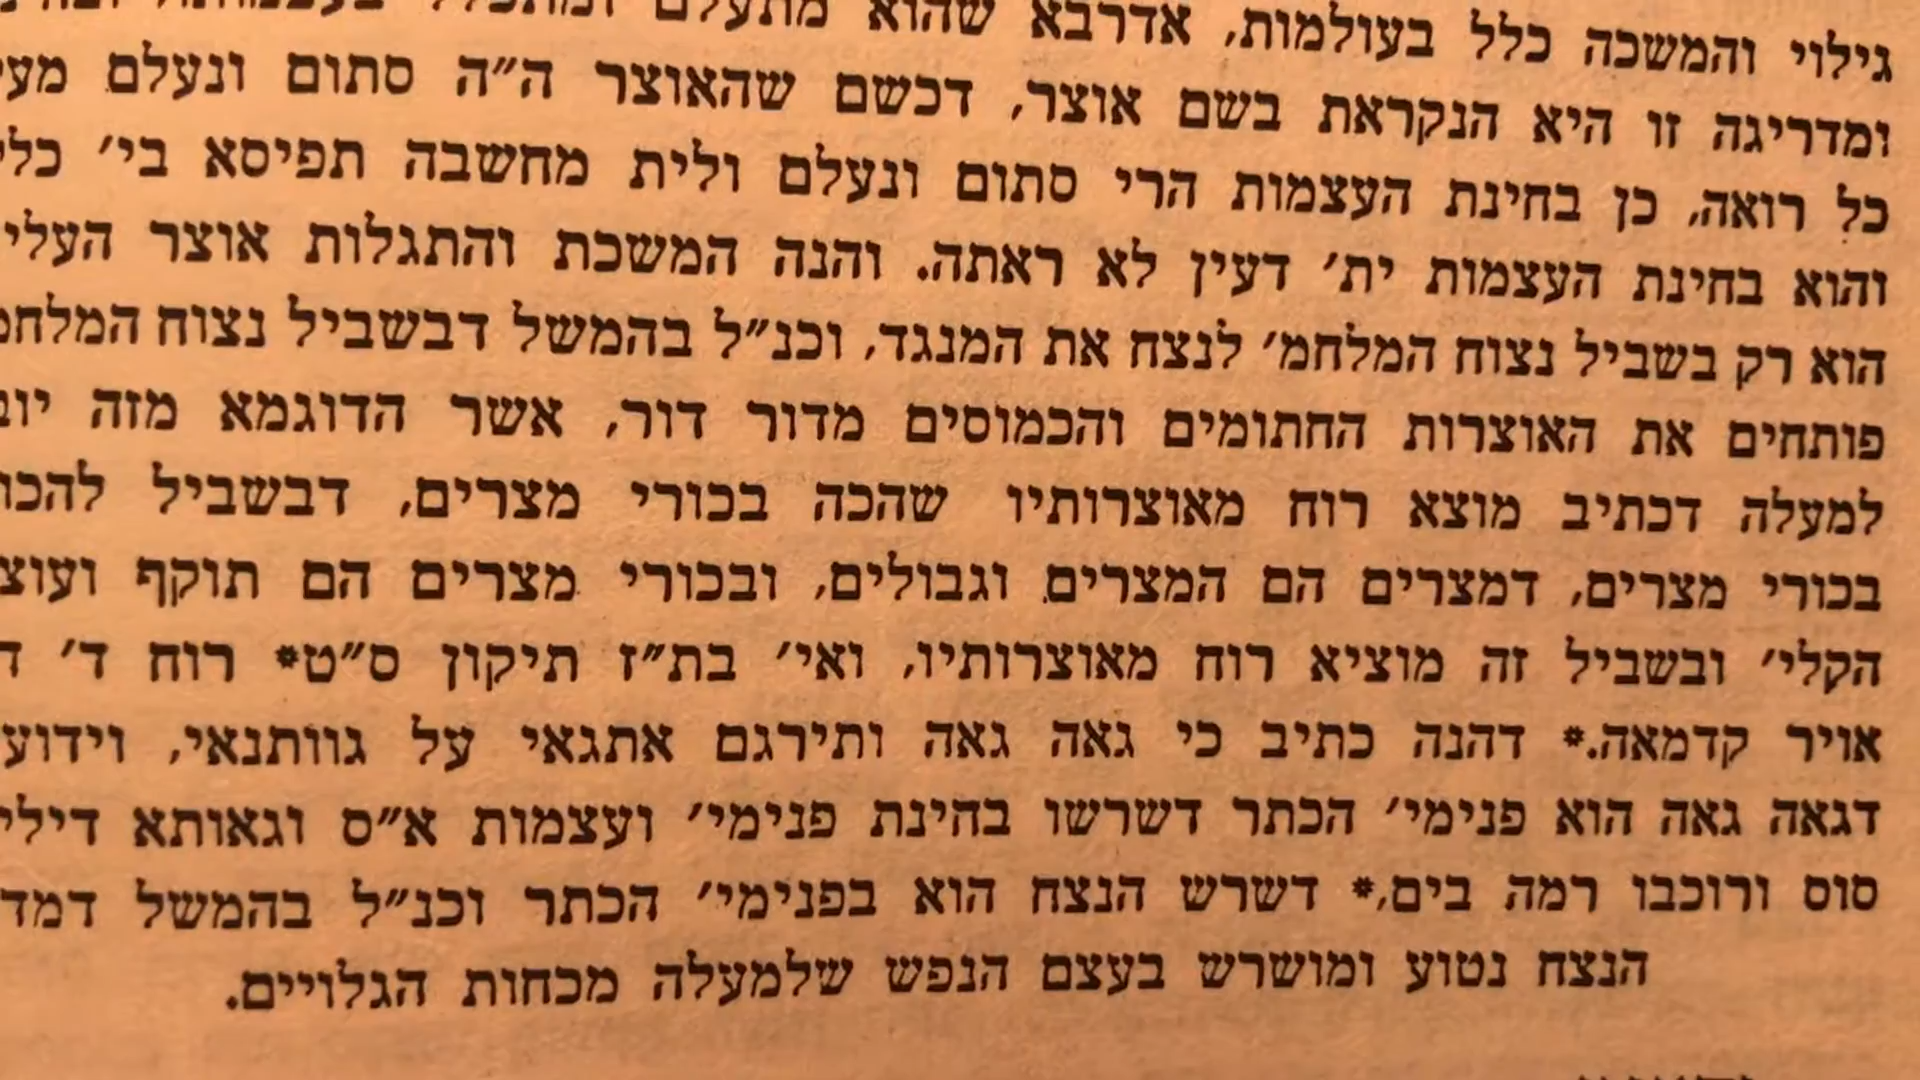 גילוי והמשכה כלל בעולמות, אדרבא שהוא מתעלם ומתכלל
ומדריגה זו היא הנקראת בשם אוצר, דכשם שהאוצר ה״ה סתום ונעלם
כל רואה, כן בחינת העצמות הרי סתום ונעלם ולית מחשבה תפיסא בי׳
והוא בחינת העצמות ית׳ דעין לא ראתה. והנה המשכת והתגלות אוצר
הוא רק בשביל נצוח המלחמ׳ לנצח את המנגד, וכנ״ל בהמשל דבשביל נצוח
פותחים את האוצרות החתומים והכמוסים מדור דור, אשר הדוגמא מזה
למעלה דכתיב מוצא רוח מאוצרותיו שהכה בכורי מצרים, דבשביל
בכורי מצרים, דמצרים הם המצרים וגבולים, ובכורי מצרים הם תוקף
הקלי׳ ובשביל זה מוציא רוח מאוצרותיו, ואי׳ בת״ז תיקון ס״ט* רוח ד׳
אויר קדמאה.* דהנה כתיב כי גאה גאה ותירגם אתגאי על גוותנאי, וידוע
דגאה גאה הוא פנימי׳ הכתר דשרשו בחינת פנימי׳ ועצמות א״ס וגאותא
סוס ורוכבו רמה בים,* דשרש הנצח הוא בפנימי׳ הכתר וכנ״ל בהמשל
הנצח נטוע ומושרש בעצם הנפש שלמעלה מכחות הגלויים.